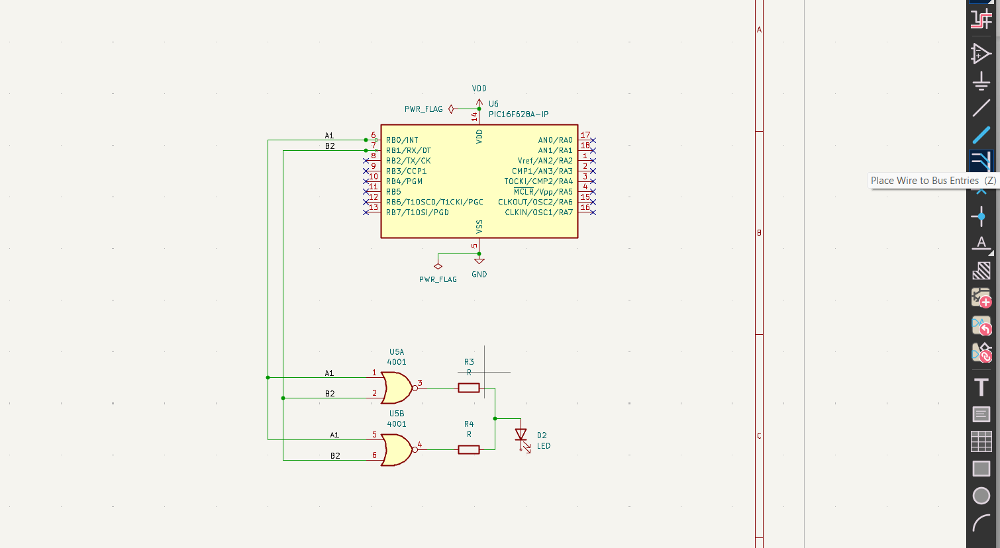 A
VDD
U6
PWR_FLAG
PIC16F628A-IP
14
VDD
A1
6
RB0/INT
AN0/RA0
17
B2
7
RB1/RX/DT
AN1/RA1
18
8
RB2/TX/CK
Vref/AN2/RA2
1
9
RB3/CCP1
CMP1/AN3/RA3
2
10
RB4/PGM
TOCKI/CMP2/RA4
3
11
RB5
MCLR/Vpp/RA5
4
12
RB6/T1OSCO/T1CKI/PGC
CLKOUT/OSC2/RA6
15
13
RB7/T1OSI/PGD
CLKIN/OSC1/RA7
16
VSS
5
PWR_FLAG
GND
Place Wire to Bus Entries (Z)
B
A
T
U5A
4001
R3
R
A1
1
3
B2
2
U5B
4001
R4
R
A1
5
4
B2
6
D2
LED
C